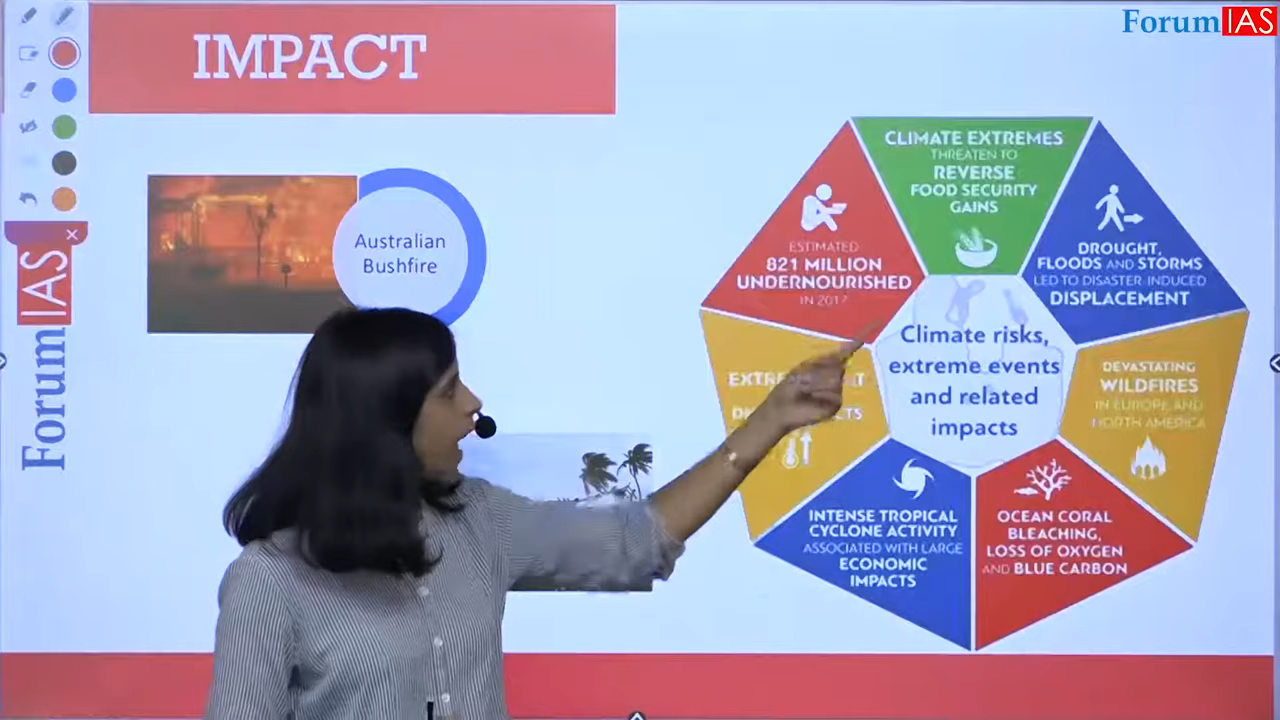 IMPACT
Forum IAS
Forum IAS
Australian
Bushfire
CLIMATE EXTREMES
THREATEN TO
REVERSE
FOOD SECURITY
GAINS
ESTIMATED
821 MILLION
UNDERNOURISHED
IN 2017
DROUGHT,
FLOODS AND STORMS
LED TO DISASTER-INDUCED
DISPLACEMENT
Climate risks,
extreme events
and related
impacts
DEVASTATING
WILDFIRES
IN EUROPE AND
NORTH AMERICA
INTENSE TROPICAL
CYCLONE ACTIVITY
ASSOCIATED WITH LARGE
ECONOMIC
IMPACTS
OCEAN CORAL
BLEACHING,
LOSS OF OXYGEN
AND BLUE CARBON